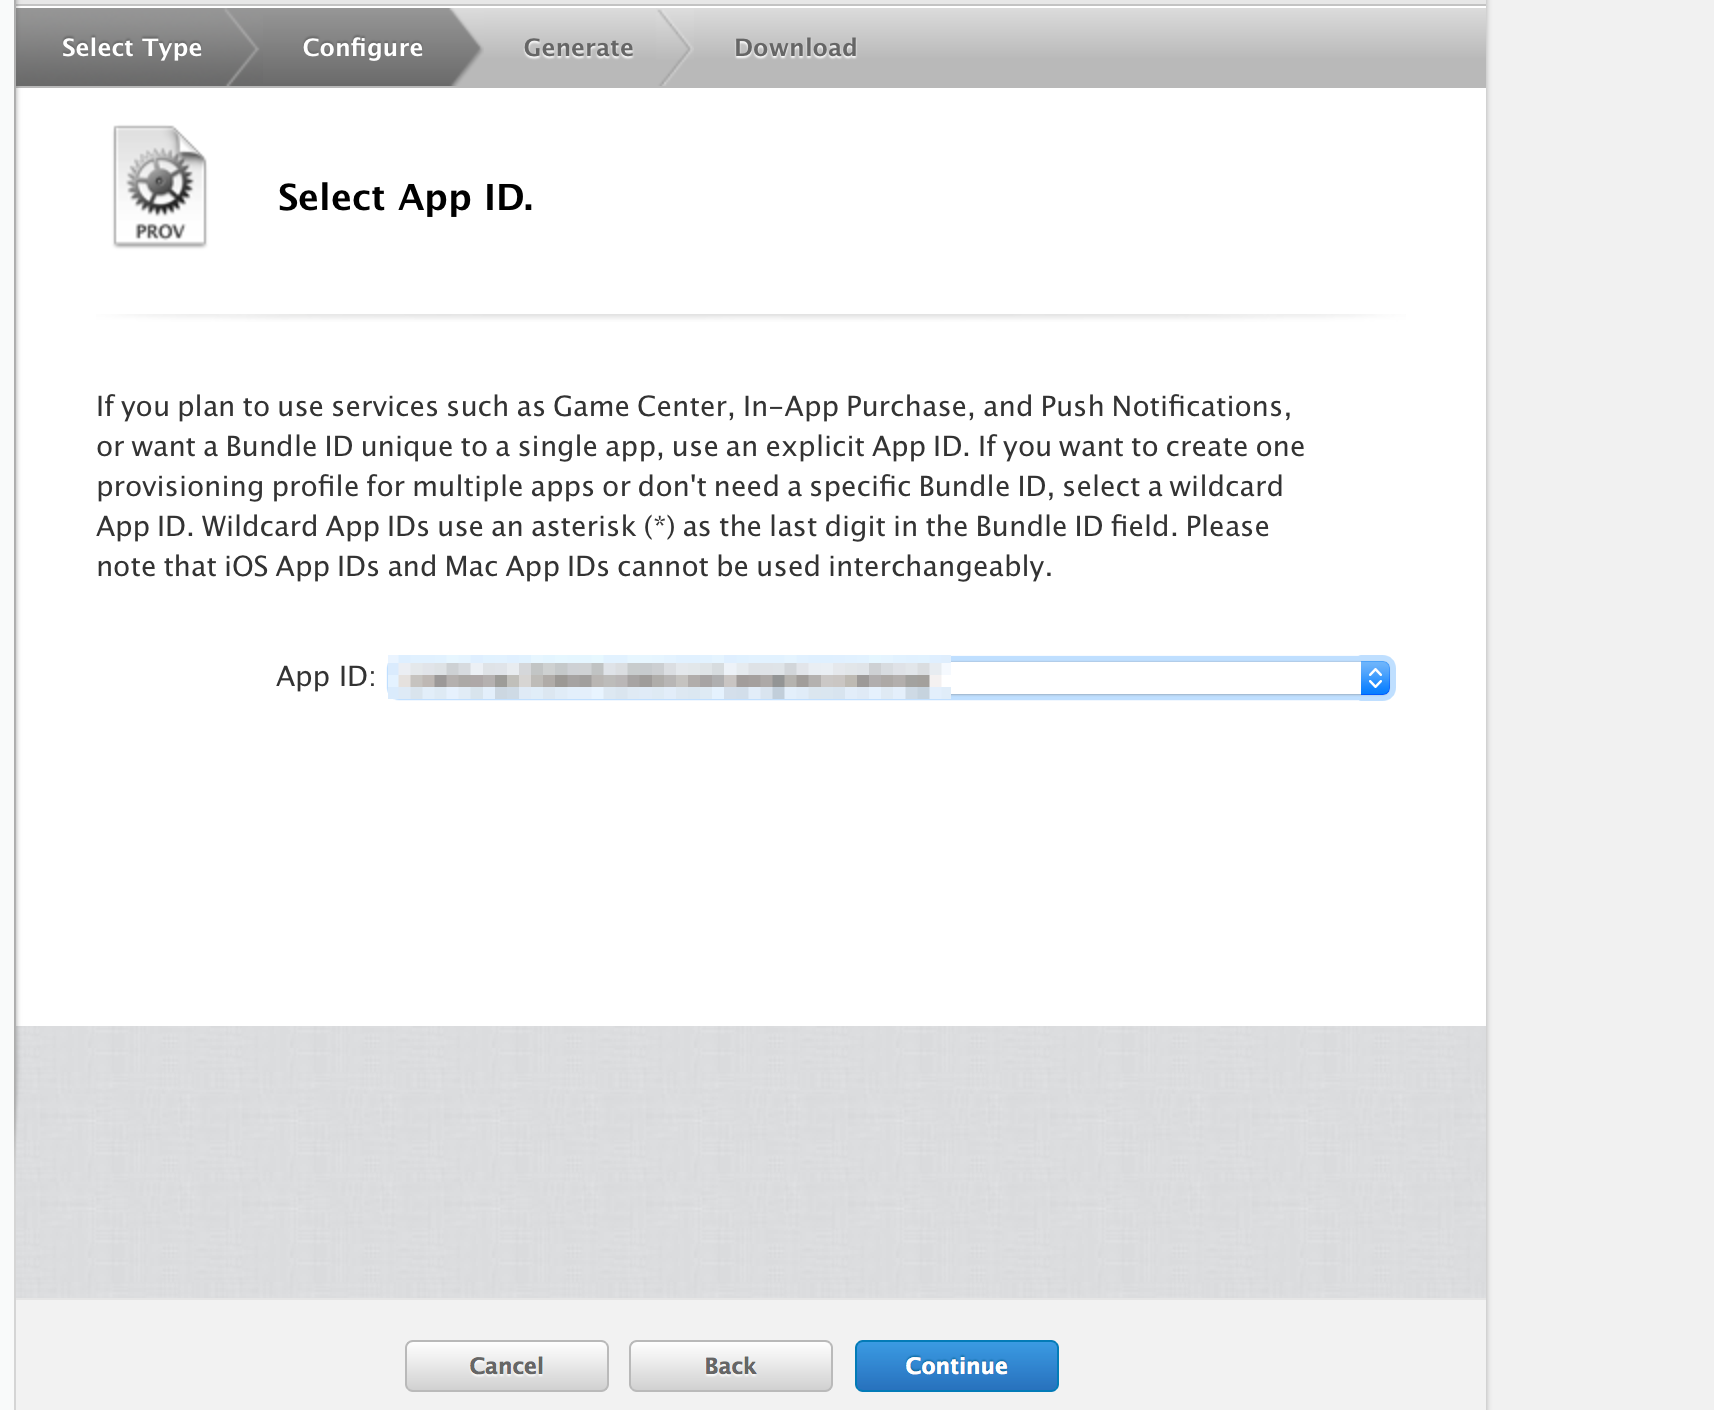 Select Type
Configure
Generate
Download
PROV
Select App ID.
If you plan to use services such as Game Center, In-App Purchase, and Push Notifications,
or want a Bundle ID unique to a single app, use an explicit App ID. If you want to create one
provisioning profile for multiple apps or don't need a specific Bundle ID, select a wildcard
App ID. Wildcard App IDs use an asterisk (*) as the last digit in the Bundle ID field. Please
note that iOS App IDs and Mac App IDs cannot be used interchangeably.
App ID:
Cancel
Back
Continue